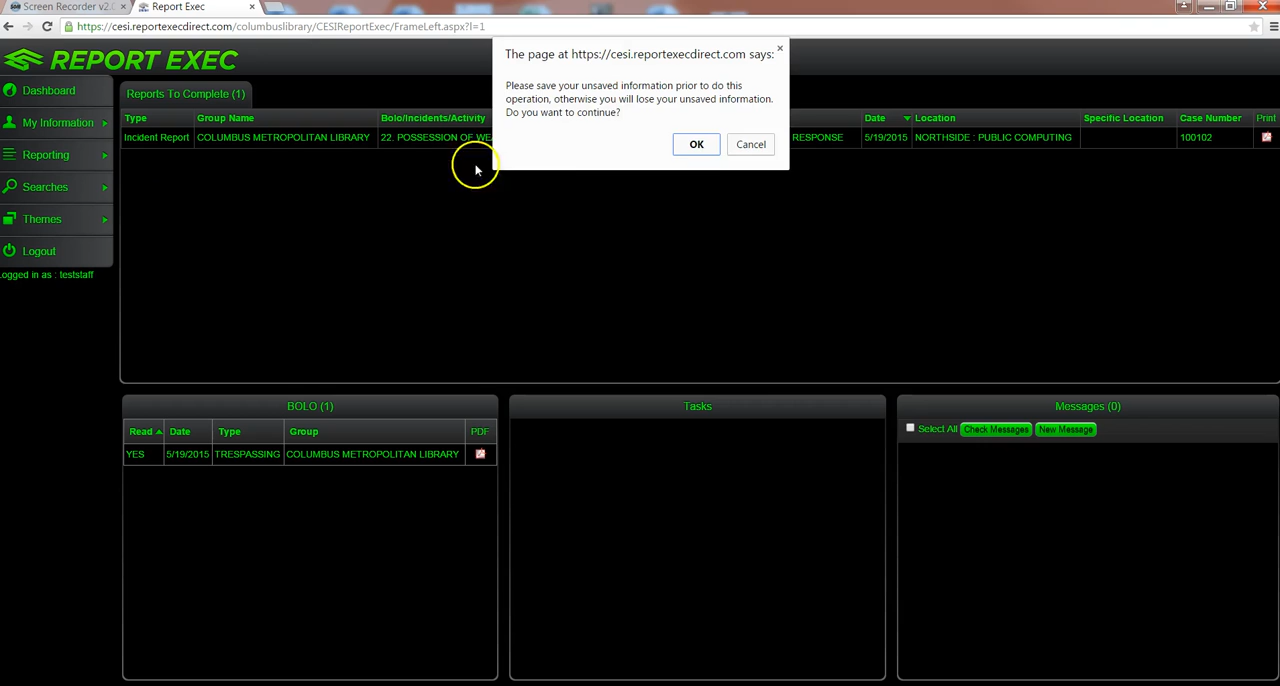 Screen Recorder v2.
Report Exec
https://cesi.reportexecdirect.com/columbuslibrary/CESIReportExec/FrameLeft.aspx?l=1
REPORT EXEC
The page at https://cesi.reportexecdirect.com says:
Please save your unsaved information prior to do this
operation, otherwise you will lose your unsaved information.
Do you want to continue?
OK Cancel
Dashboard
My Information
Reporting
Searches
Themes
Logout
ogged in as : teststaff
Reports To Complete (1)
Type Group Name Bolo/Incidents/Activity Date Location Specific Location Case Number Print
Incident Report COLUMBUS METROPOLITAN LIBRARY 22. POSSESSION OF WE RESPONSE 5/19/2015 NORTHSIDE : PUBLIC COMPUTING 100102
BOLO (1)
Read Date Type Group PDF
YES 5/19/2015 TRESPASSING COLUMBUS METROPOLITAN LIBRARY
Tasks
Messages (0)
Select All Check Messages New Message